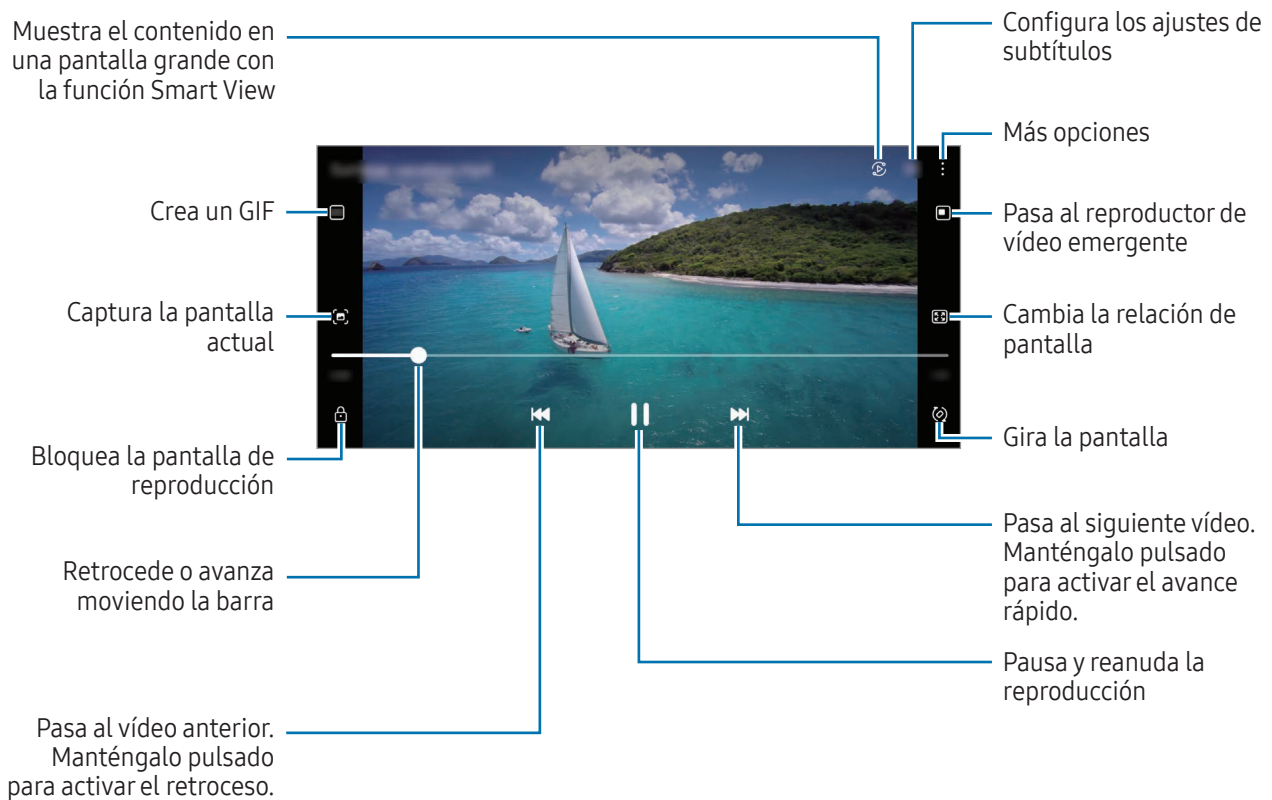 Muestra el contenido en
una pantalla grande con
la función Smart View
Configura los ajustes de
subtítulos
Más opciones
Crea un GIF
Pasa al reproductor de
vídeo emergente
Captura la pantalla
actual
Cambia la relación de
pantalla
Bloquea la pantalla de
reproducción
Gira la pantalla
Retrocede o avanza
moviendo la barra
Pasa al siguiente vídeo.
Manténgalo pulsado
para activar el avance
rápido.
Pausa y reanuda la
reproducción
Pasa al vídeo anterior.
Manténgalo pulsado
para activar el retroceso.